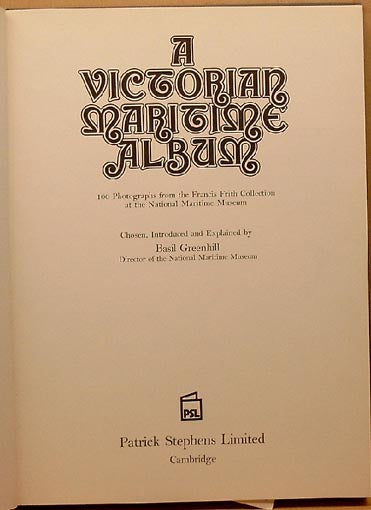 A
VICTORIAN
MARITIME
ALBUM
100 Photographs from the Francis Frith Collection
at the National Maritime Museum
Chosen, Introduced and Explained by
Basil Greenhill
Director of the National Maritime Museum
PSL
Patrick Stephens Limited
Cambridge